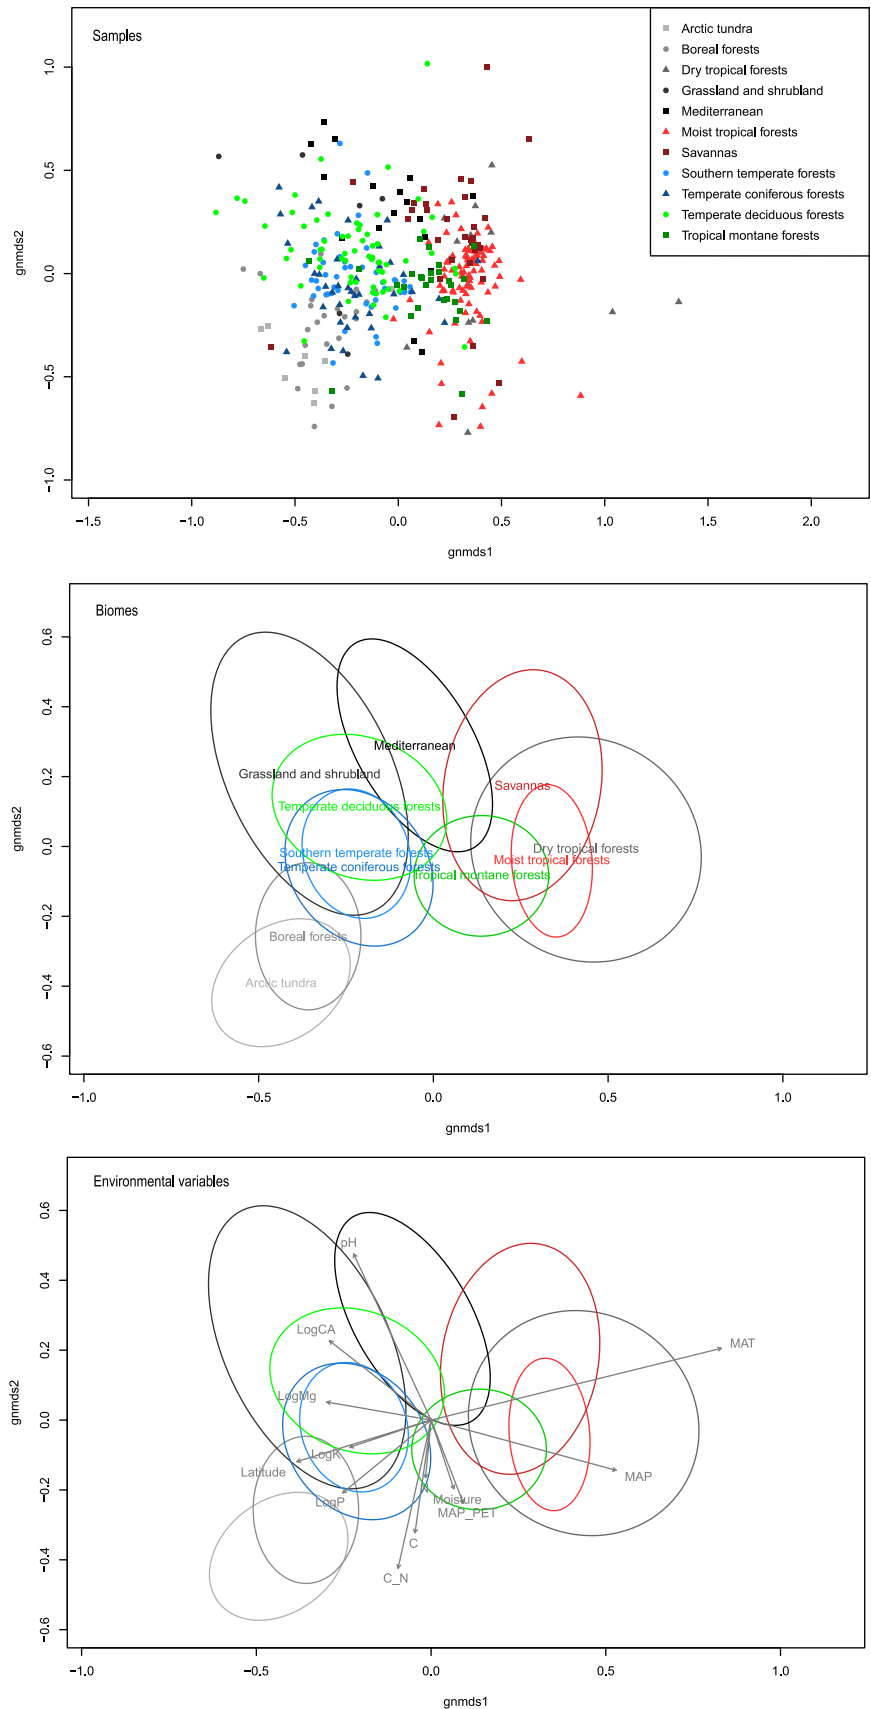 Samples
Arctic tundra
Boreal forests
Dry tropical forests
Grassland and shrubland
Mediterranean
Moist tropical forests
Savannas
Southern temperate forests
Temperate coniferous forests
Temperate deciduous forests
Tropical montane forests
gnmds2
1.0
0.5
0.0
−0.5
−1.0
−1.5
−1.0
−0.5
0.0
0.5
1.0
1.5
2.0
gnmds1
Biomes
gnmds2
0.6
0.4
0.2
0.0
−0.2
−0.4
−0.6
Mediterranean
Grassland and shrubland
Savannas
Temperate deciduous forests
Dry tropical forests
Southern temperate forests
Moist tropical forests
Temperate coniferous forests
Tropical montane forests
Boreal forests
Arctic tundra
−1.0
−0.5
0.0
0.5
1.0
gnmds1
Environmental variables
gnmds2
0.6
0.4
0.2
0.0
−0.2
−0.4
−0.6
pH
LogCA
MAT
LogMg
LogK
Latitude
MAP
N
LogP
Moisture
MAP_PET
C
C_N
−1.0
−0.5
0.0
0.5
1.0
gnmds1